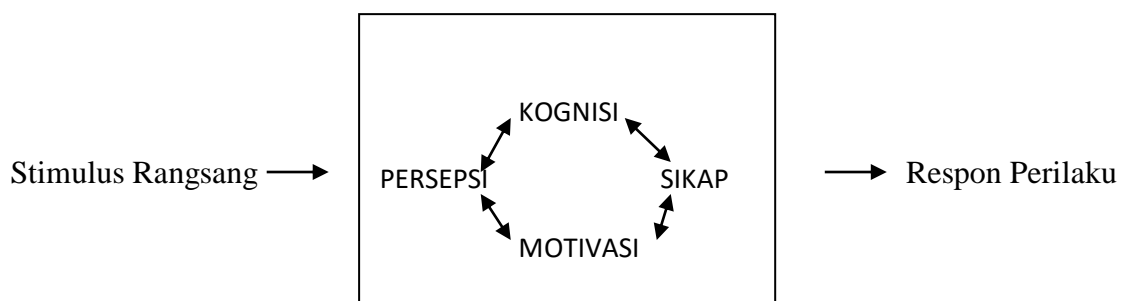 KOGNISI
Stimulus Rangsang
PERSEPSI
SIKAP
Respon Perilaku
MOTIVASI